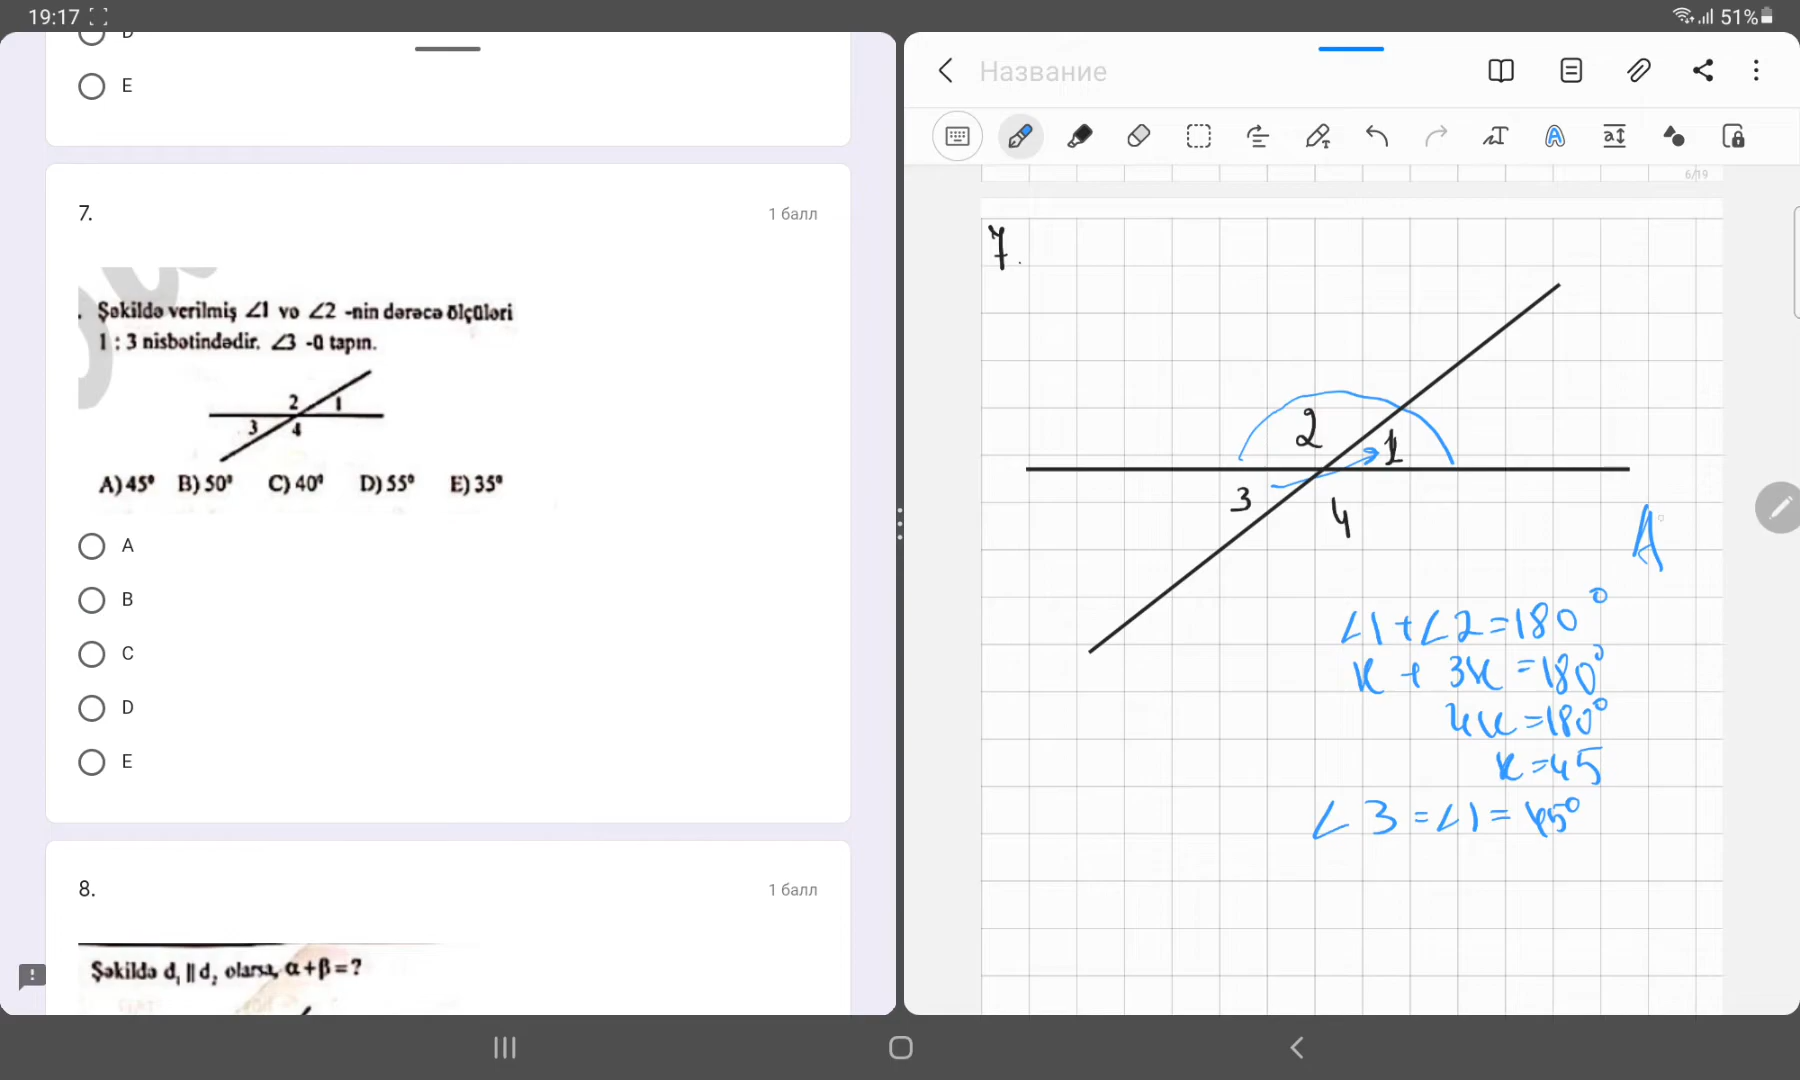 19:17
51%
D
E
7.
1 балл
Şəkildə verilmiş ∠1 və ∠2 -nin dərəcə ölçüləri
1 : 3 nisbətindədir. ∠3 -ü tapın.
2
1
3
4
A) 45° B) 50° C) 40° D) 55° E) 35°
A
B
C
D
E
8.
1 балл
Şəkildə d₁ || d₂ olarsa, α+β=?
Название
6/19
7.
2
1
3
4
A
∠1+∠2=180°
x + 3x =180°
4x=180°
x=45
∠3=∠1=45°